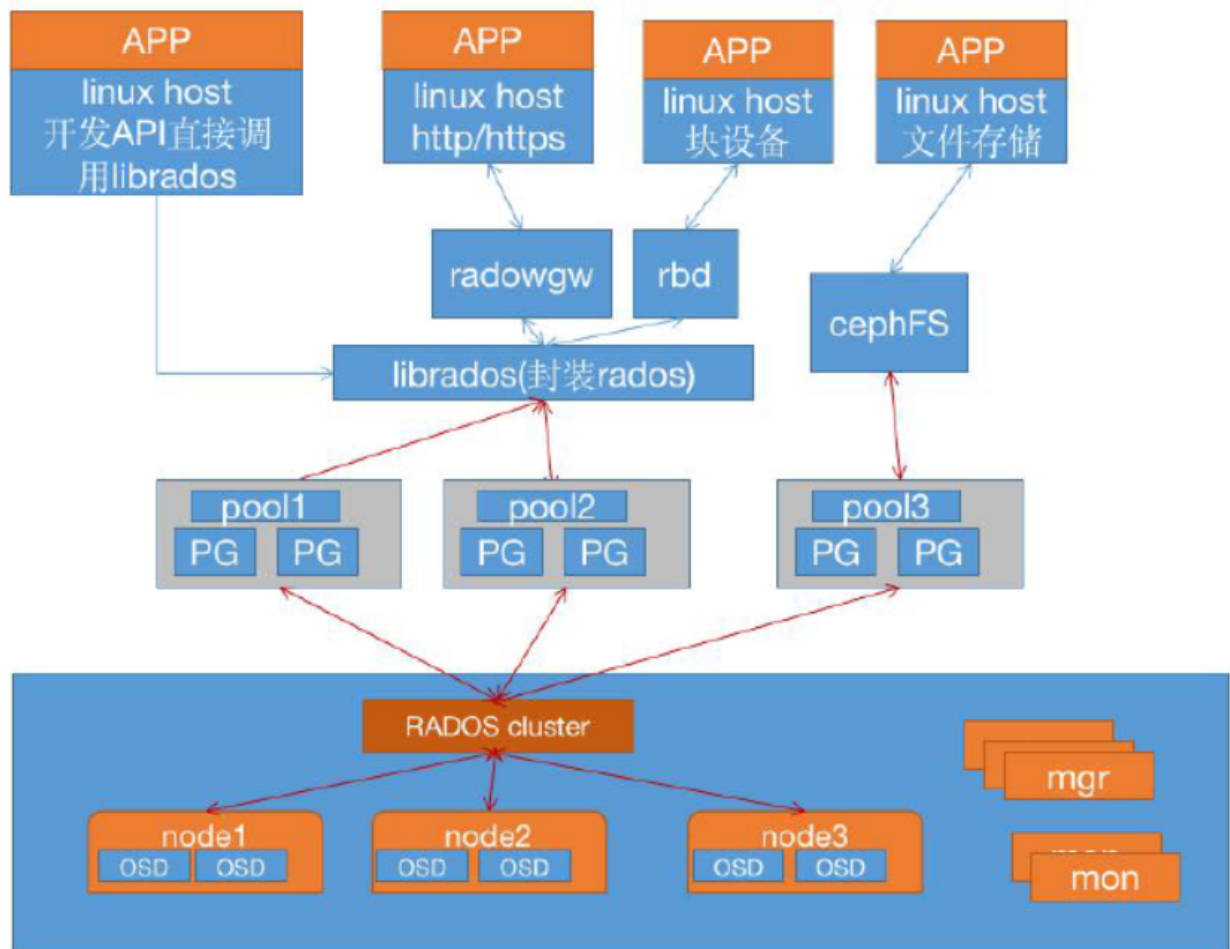 APP
linux host
开发API直接调
用librados
APP
linux host
http/https
APP
linux host
块设备
APP
linux host
文件存储
radowgw
rbd
cephFS
librados(封装rados)
pool1
PG PG
pool2
PG PG
pool3
PG PG
RADOS cluster
mgr
node1
OSD OSD
node2
OSD OSD
node3
OSD OSD
mon